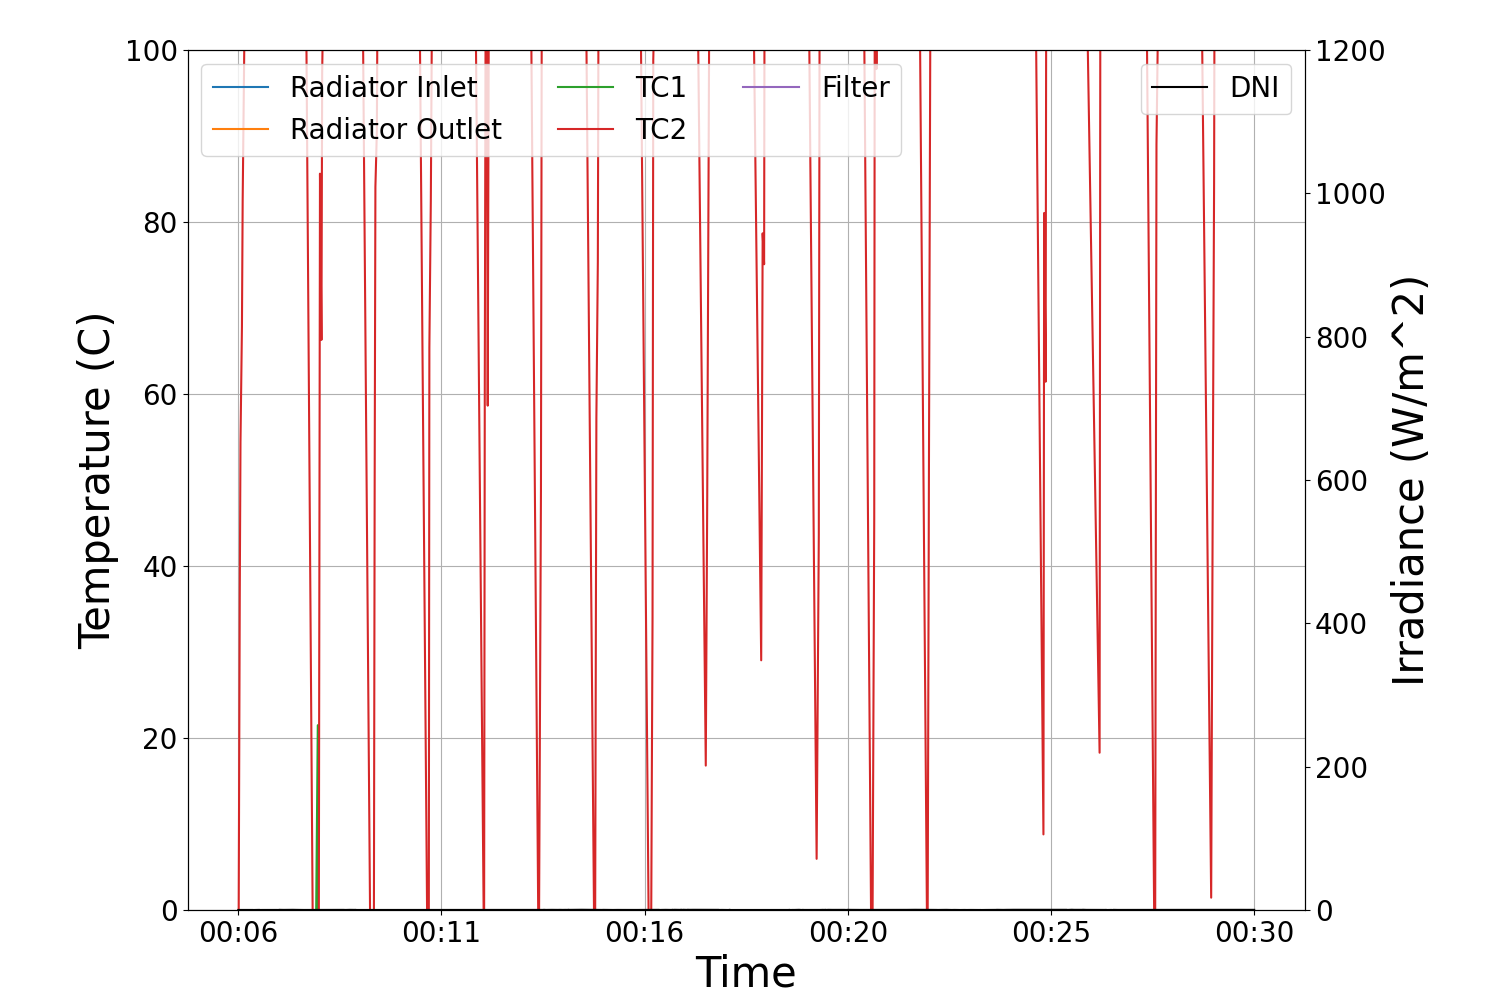 100
80
60
40
20
0
Temperature (C)
Radiator Inlet
Radiator Outlet
TC1
TC2
Filter
DNI
1200
1000
800
600
400
200
0
Irradiance (W/m^2)
00:06 00:11 00:16 00:20 00:25 00:30
Time